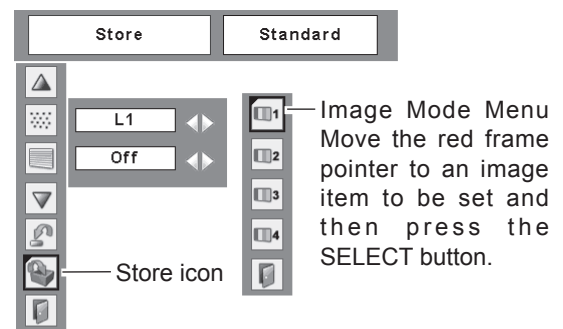 Store
Standard
L1
Off
1
2
3
4
Image Mode Menu
Move the red frame
pointer to an image
item to be set and
then press the
SELECT button.
Store icon